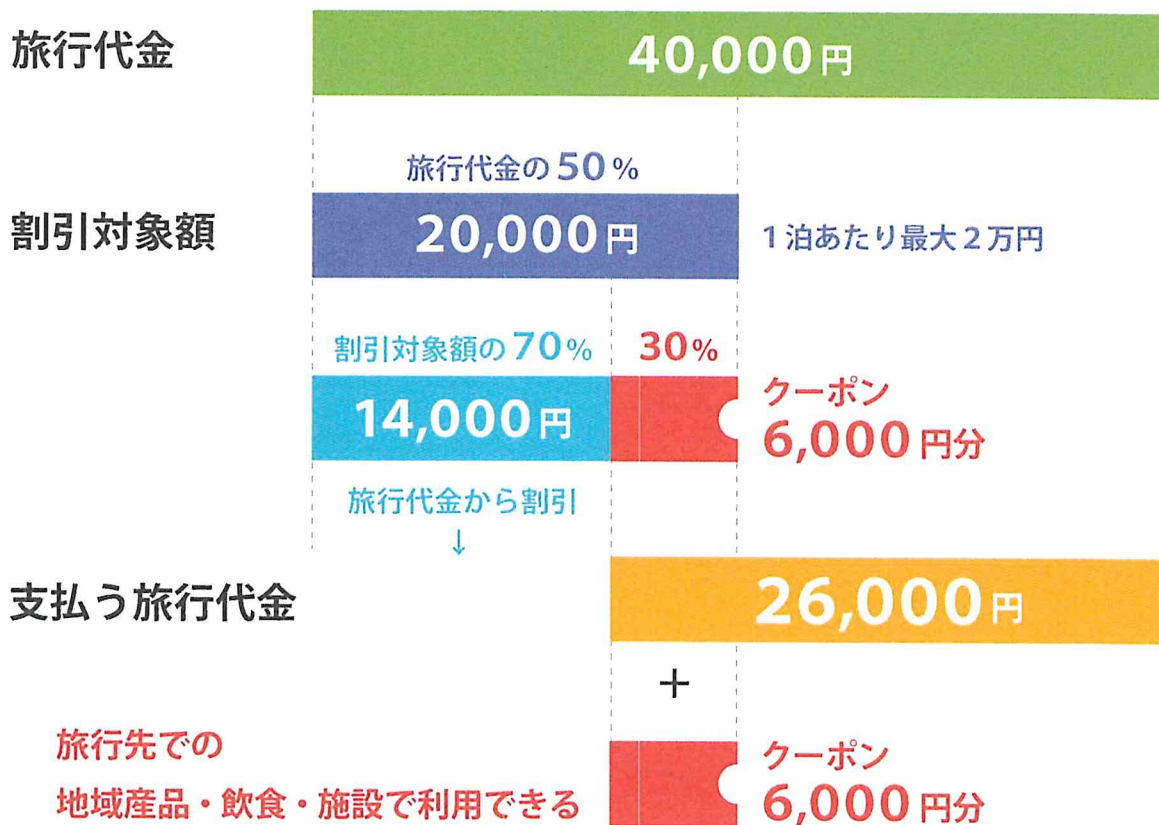 旅行代金
40,000円
旅行代金の50%
割引対象額
20,000円
1泊あたり最大2万円
割引対象額の70%
30%
14,000円
クーポン
6,000円分
旅行代金から割引
↓
支払う旅行代金
26,000円
+
旅行先での
地域産品・飲食・施設で利用できる
クーポン
6,000円分